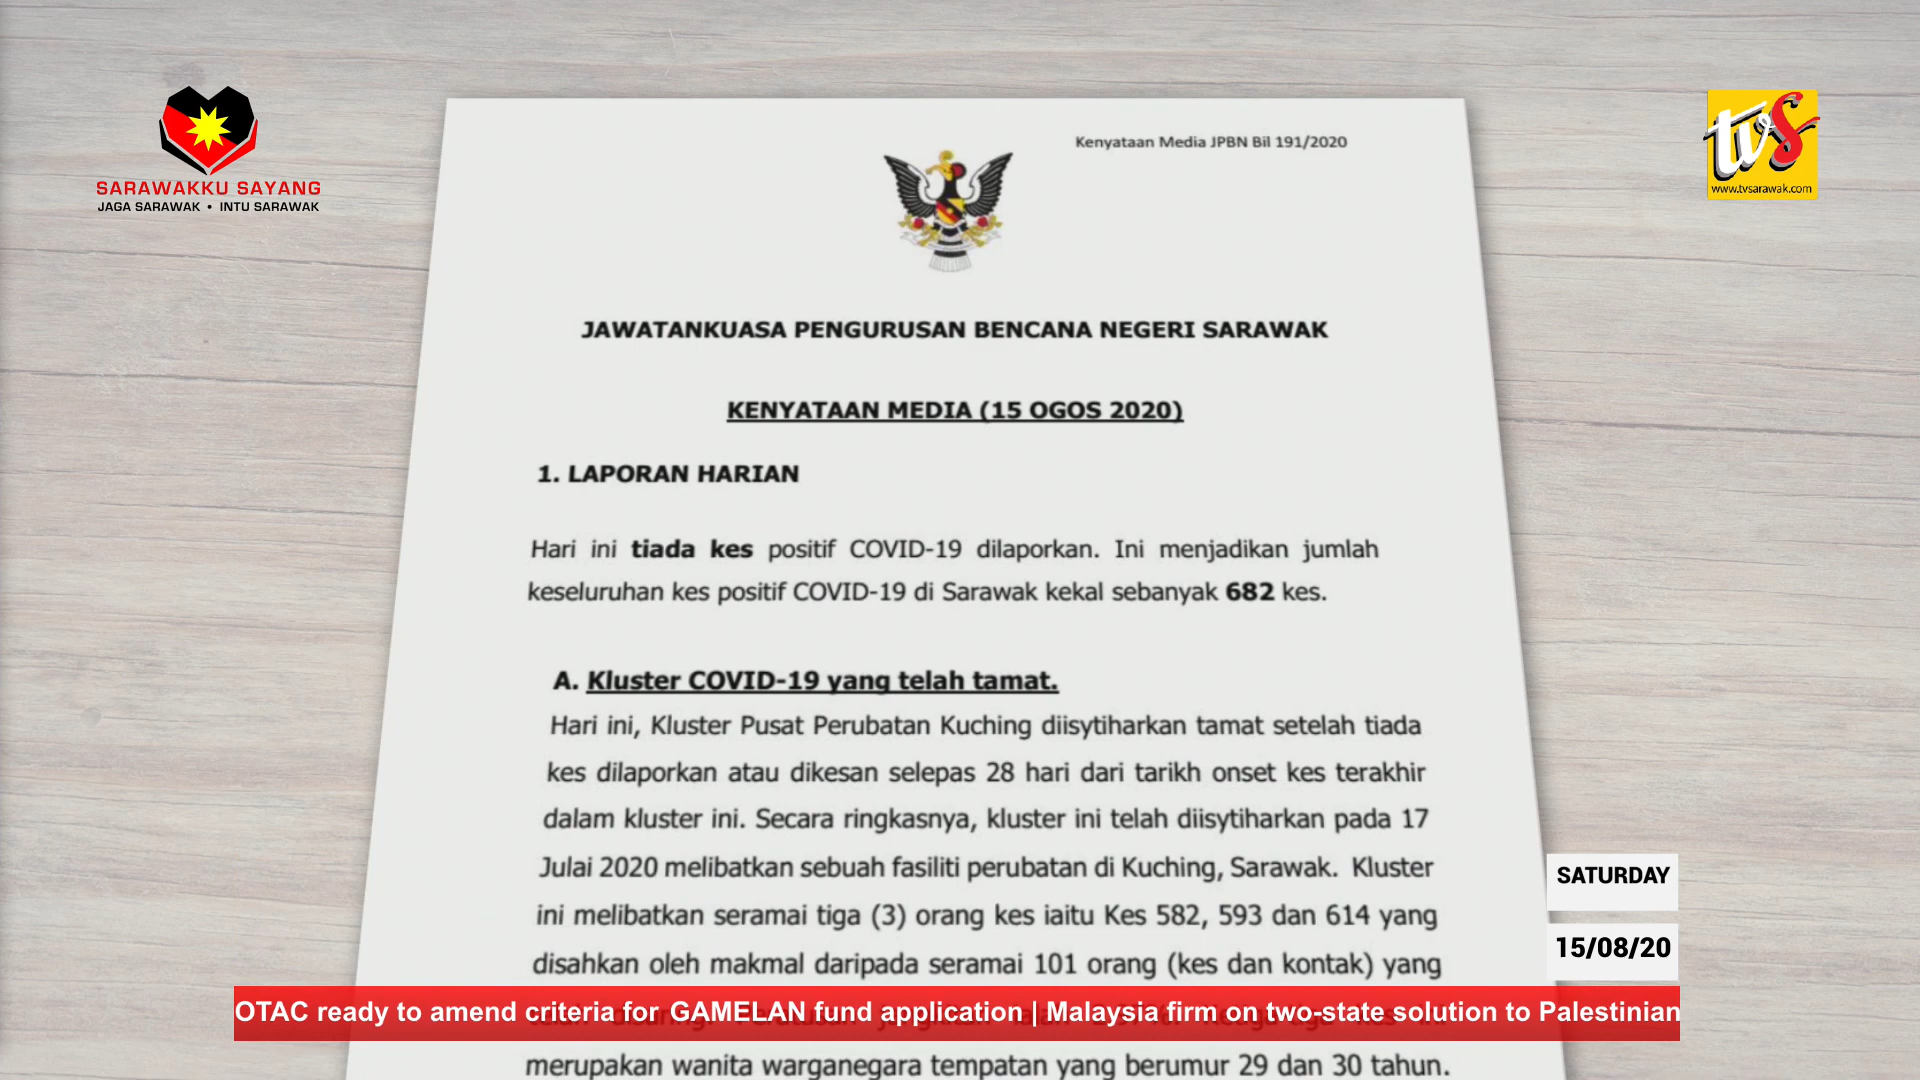 SARAWAKKU SAYANG
JAGA SARAWAK • INTU SARAWAK
tvS
www.tvsarawak.com
Kenyataan Media JPBN Bil 191/2020
JAWATANKUASA PENGURUSAN BENCANA NEGERI SARAWAK
KENYATAAN MEDIA (15 OGOS 2020)
1. LAPORAN HARIAN
Hari ini tiada kes positif COVID-19 dilaporkan. Ini menjadikan jumlah
keseluruhan kes positif COVID-19 di Sarawak kekal sebanyak 682 kes.
A. Kluster COVID-19 yang telah tamat.
Hari ini, Kluster Pusat Perubatan Kuching diisytiharkan tamat setelah tiada
kes dilaporkan atau dikesan selepas 28 hari dari tarikh onset kes terakhir
dalam kluster ini. Secara ringkasnya, kluster ini telah diisytiharkan pada 17
Julai 2020 melibatkan sebuah fasiliti perubatan di Kuching, Sarawak. Kluster
ini melibatkan seramai tiga (3) orang kes iaitu Kes 582, 593 dan 614 yang
disahkan oleh makmal daripada seramai 101 orang (kes dan kontak) yang
merupakan wanita warganegara tempatan yang berumur 29 dan 30 tahun.
SATURDAY
15/08/20
OTAC ready to amend criteria for GAMELAN fund application | Malaysia firm on two-state solution to Palestinian